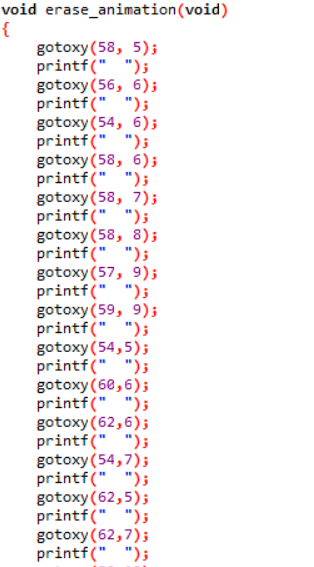 void erase_animation(void)
{
gotoxy(58, 5);
printf("  ");
gotoxy(56, 6);
printf("  ");
gotoxy(54, 6);
printf("  ");
gotoxy(58, 6);
printf("  ");
gotoxy(58, 7);
printf("  ");
gotoxy(58, 8);
printf("  ");
gotoxy(57, 9);
printf("  ");
gotoxy(59, 9);
printf("  ");
gotoxy(54,5);
printf("  ");
gotoxy(60,6);
printf("  ");
gotoxy(62,6);
printf("  ");
gotoxy(54,7);
printf("  ");
gotoxy(62,5);
printf("  ");
gotoxy(62,7);
printf("  ");